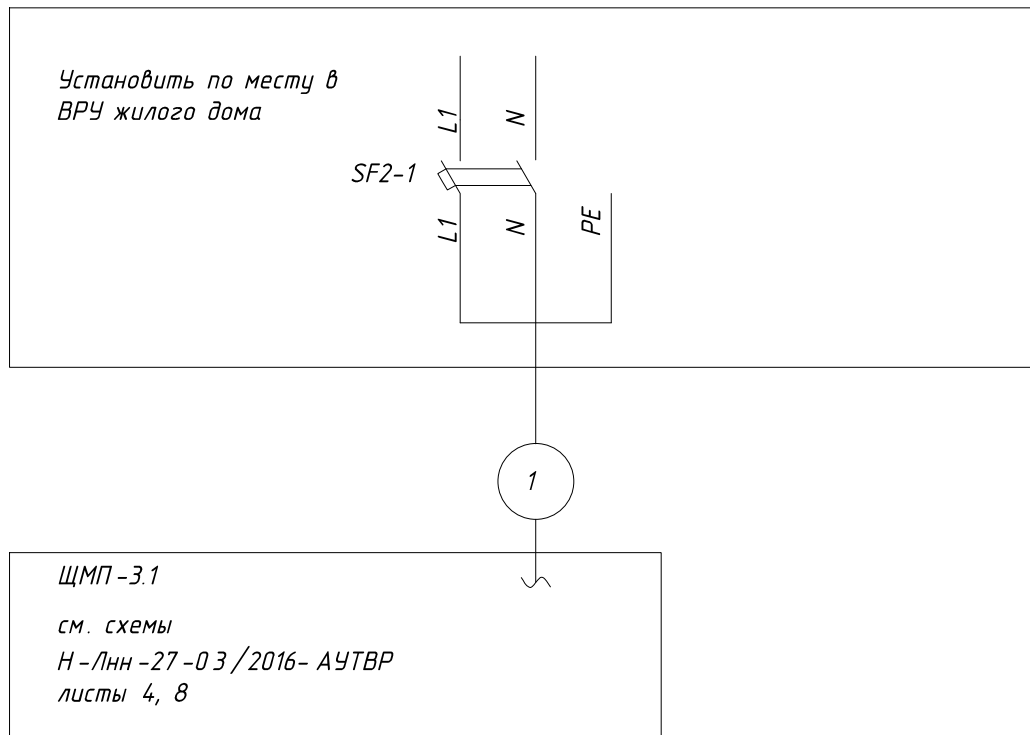 Установить по месту в
ВРУ жилого дома
L1
N
SF2-1
L1
N
PE
1
ЩМП-3.1
см. схемы
Н-Лнн-27-03/2016-АУТВР
листы 4, 8